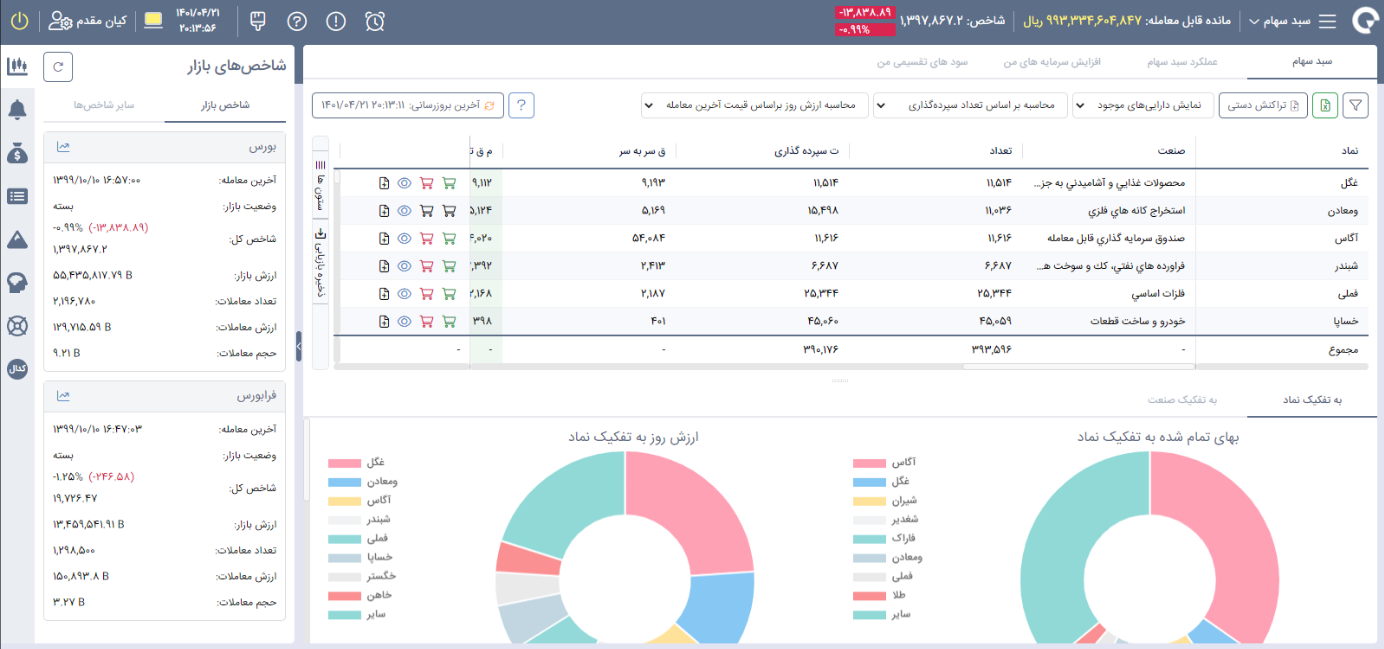 سبد سهام
مانده قابل معامله: ۹۹۳,۳۳۴,۶۰۴,۸۴۷ ریال
شاخص: ۱,۳۹۷,۸۶۷.۲
-۱۳,۸۳۸.۸۹
-۰.۹۹%
۱۴۰۱/۰۴/۲۱
۲۰:۱۳:۵۶
کیان مقدم
سبد سهام
عملکرد سبد سهام
افزایش سرمایه های من
سود های تقسیمی من
تراکنش دستی
نمایش دارایی‌های موجود
محاسبه بر اساس تعداد سپرده‌گذاری
محاسبه ارزش روز براساس قیمت آخرین معامله
?
آخرین بروزرسانی: ۲۰:۱۳:۱۱ ۱۴۰۱/۰۴/۲۱
نماد صنعت تعداد ت سپرده گذاری ق سر به سر م ق ت
غگل محصولات غذايي و آشاميدني به جز... ۱۱,۵۱۴ ۱۱,۵۱۴ ۹,۱۹۳ ۹,۱۱۲
ومعادن استخراج کانه هاي فلزي ۱۱,۰۳۶ ۱۵,۴۹۸ ۵,۱۶۹ ۵,۱۲۴
آگاس صندوق سرمايه گذاري قابل معامله ۱۱,۶۱۶ ۱۱,۶۱۶ ۵۴,۰۸۴ ۵۴,۰۲۰
شبندر فراورده هاي نفتي، كك و سوخت ه... ۶,۶۸۷ ۶,۶۸۷ ۲,۴۱۳ ۲,۳۹۲
فملی فلزات اساسي ۲۵,۳۴۴ ۲۵,۳۴۴ ۲,۱۸۷ ۲,۱۶۸
خساپا خودرو و ساخت قطعات ۴۵,۰۵۹ ۴۵,۰۶۰ ۴۰۱ ۳۹۸
مجموع - ۳۹۳,۵۹۶ ۳۹۰,۱۷۶ - - -
ستون ها
ذخیره بازیابی
به تفکیک نماد
به تفکیک صنعت
بهای تمام شده به تفکیک نماد
آگاس
غگل
شیران
شغدیر
فاراک
ومعادن
فملی
طلا
سایر
ارزش روز به تفکیک نماد
غگل
ومعادن
آگاس
شبندر
فملی
خساپا
خگستر
خاهن
سایر
شاخص‌های بازار
شاخص بازار
سایر شاخص‌ها
بورس
آخرین معامله: ۱۳۹۹/۱۰/۱۰ ۱۶:۵۷:۰۰
وضعیت بازار: بسته
شاخص کل: -۰.۹۹% (-۱۳,۸۳۸.۸۹)
۱,۳۹۷,۸۶۷.۲
ارزش بازار: ۵۵,۴۳۵,۸۱۷.۷۹ B
تعداد معاملات: ۲,۱۹۶,۷۸۰
ارزش معاملات: ۱۲۹,۷۱۵.۵۹ B
حجم معاملات: ۹.۲۱ B
فرابورس
آخرین معامله: ۱۳۹۹/۱۰/۱۰ ۱۶:۴۷:۰۳
وضعیت بازار: بسته
شاخص کل: -۱.۲۵% (-۲۴۶.۵۸)
۱۹,۷۲۶.۴۷
ارزش بازار: ۱۳,۴۵۹,۵۴۱.۹۱ B
تعداد معاملات: ۱,۲۹۸,۵۰۰
ارزش معاملات: ۱۵۰,۸۹۳.۸ B
حجم معاملات: ۳.۲۷ B
کدال